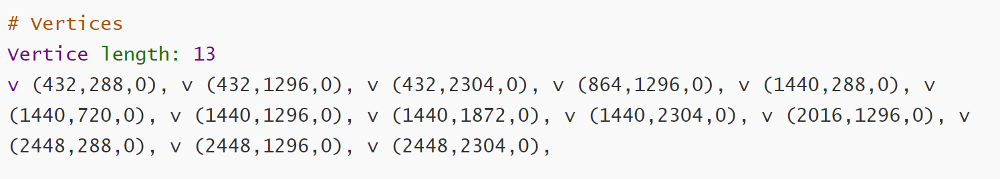 # Vertices
Vertice length: 13
v (432,288,0), v (432,1296,0), v (432,2304,0), v (864,1296,0), v (1440,288,0), v
(1440,720,0), v (1440,1296,0), v (1440,1872,0), v (1440,2304,0), v (2016,1296,0), v
(2448,288,0), v (2448,1296,0), v (2448,2304,0),